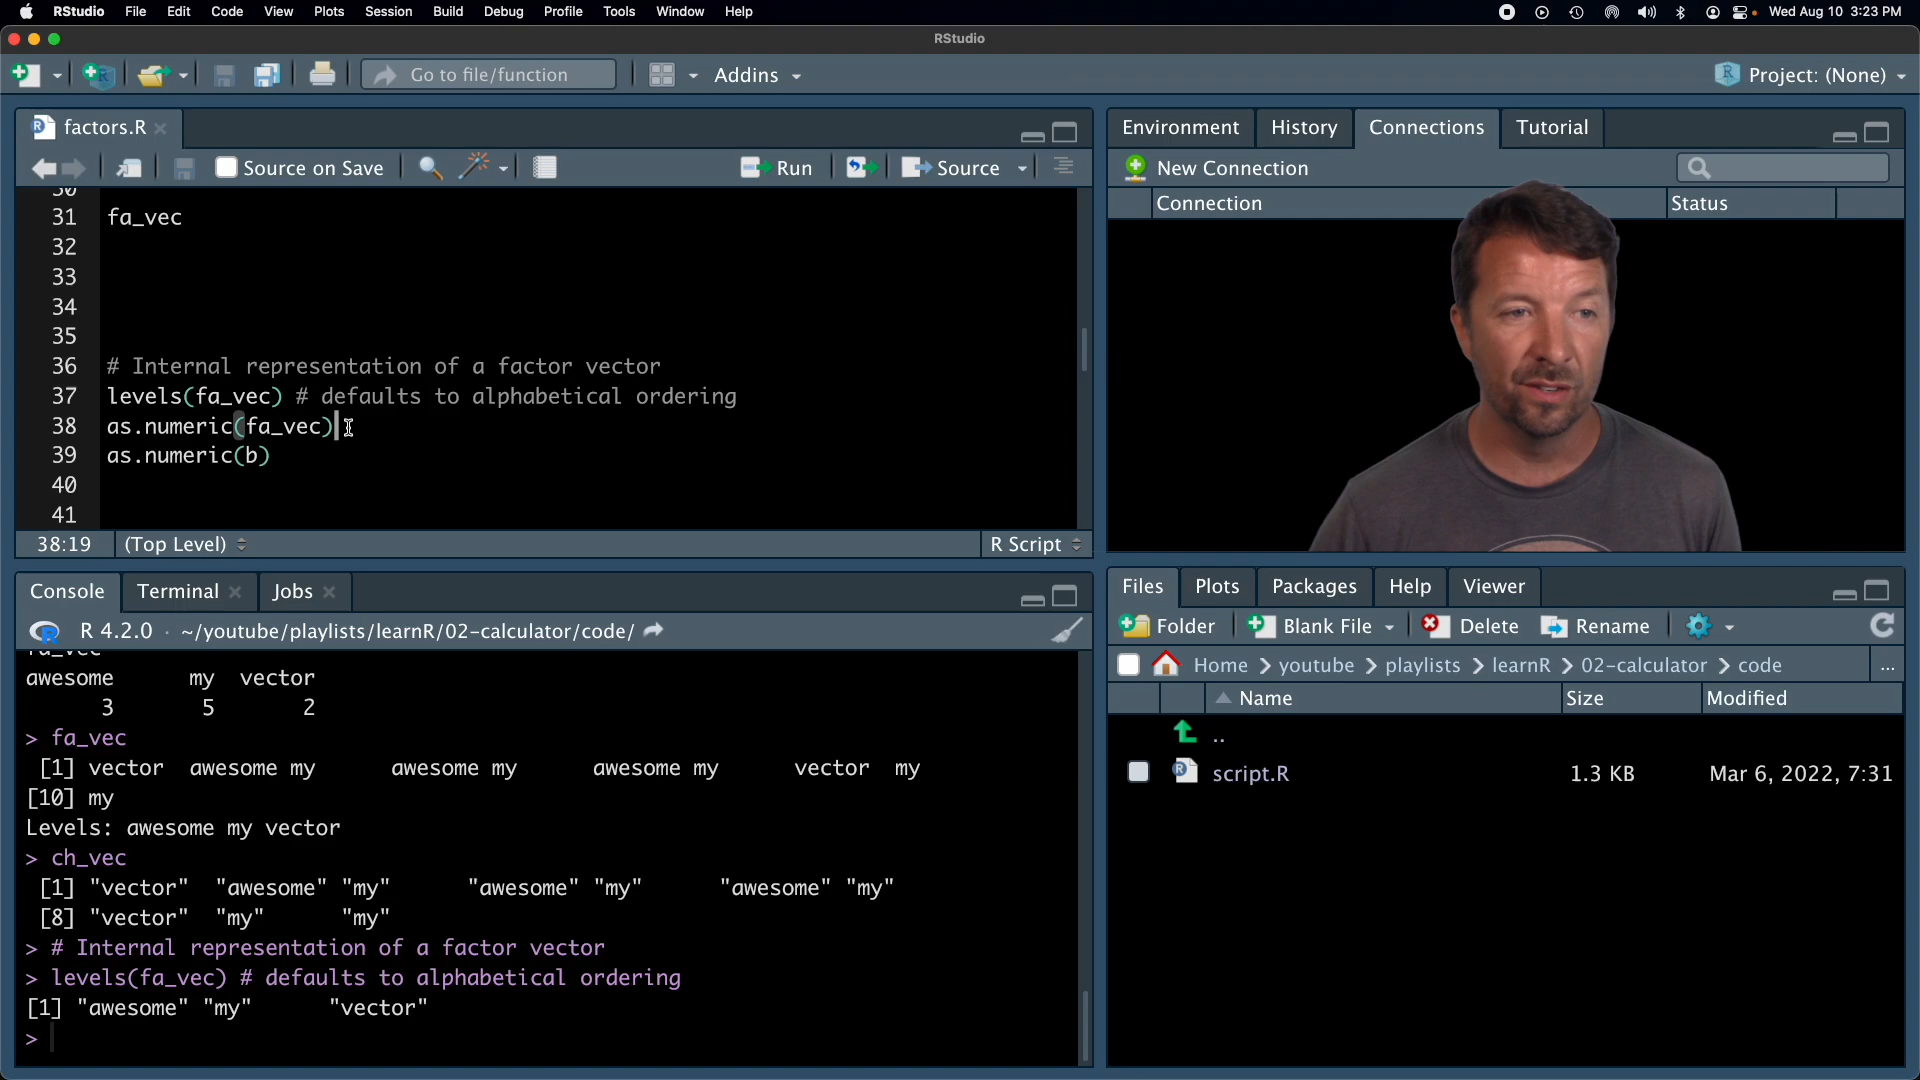 RStudio File Edit Code View Plots Session Build Debug Profile Tools Window Help Wed Aug 10 3:23 PM
RStudio
Go to file/function Addins Project: (None)
factors.R
Source on Save Run Source
30
31 fa_vec
32
33
34
35
36 # Internal representation of a factor vector
37 levels(fa_vec) # defaults to alphabetical ordering
38 as.numeric(fa_vec)
39 as.numeric(b)
40
41
38:19 (Top Level) R Script
Console Terminal Jobs
R 4.2.0 · ~/youtube/playlists/learnR/02-calculator/code/
fa_vec
awesome my vector
3 5 2
> fa_vec
[1] vector awesome my awesome my awesome my vector my
[10] my
Levels: awesome my vector
> ch_vec
[1] "vector" "awesome" "my" "awesome" "my" "awesome" "my"
[8] "vector" "my" "my"
> # Internal representation of a factor vector
> levels(fa_vec) # defaults to alphabetical ordering
[1] "awesome" "my" "vector"
>
Environment History Connections Tutorial
New Connection
Connection Status
Files Plots Packages Help Viewer
Folder Blank File Delete Rename
Home > youtube > playlists > learnR > 02-calculator > code ...
Name Size Modified
..
script.R 1.3 KB Mar 6, 2022, 7:31